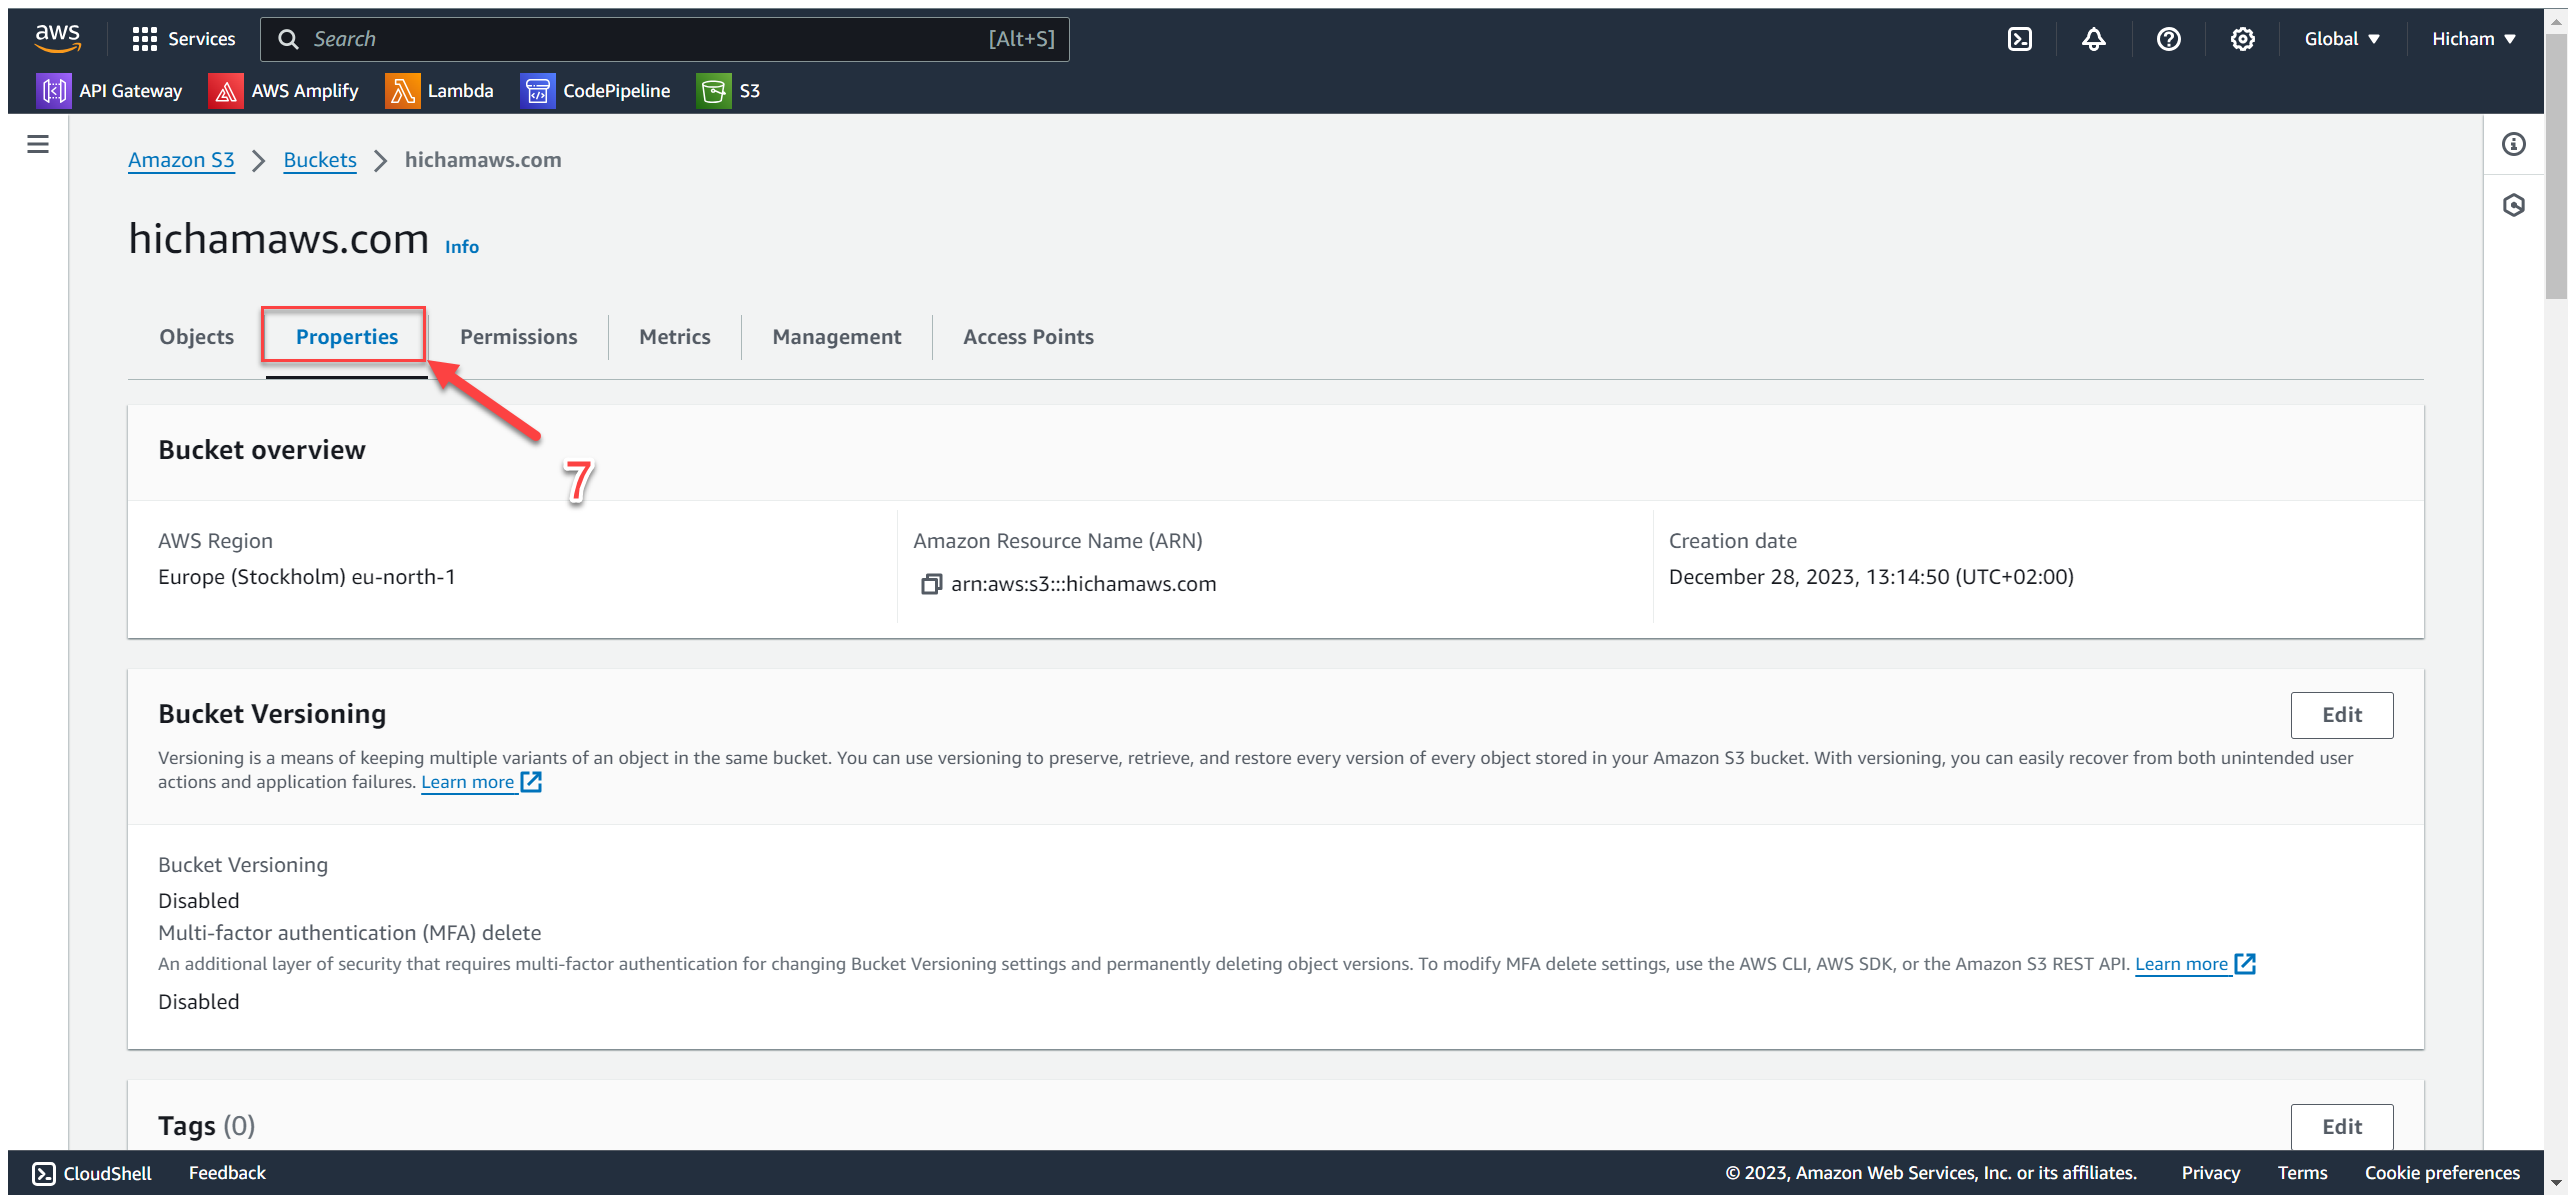 aws Services Search [Alt+S] Global Hicham
API Gateway AWS Amplify Lambda CodePipeline S3
Amazon S3 Buckets hichamaws.com
hichamaws.com Info
Objects Properties Permissions Metrics Management Access Points
7
Bucket overview
AWS Region
Europe (Stockholm) eu-north-1
Amazon Resource Name (ARN)
arn:aws:s3:::hichamaws.com
Creation date
December 28, 2023, 13:14:50 (UTC+02:00)
Bucket Versioning Edit
Versioning is a means of keeping multiple variants of an object in the same bucket. You can use versioning to preserve, retrieve, and restore every version of every object stored in your Amazon S3 bucket. With versioning, you can easily recover from both unintended user
actions and application failures. Learn more
Bucket Versioning
Disabled
Multi-factor authentication (MFA) delete
An additional layer of security that requires multi-factor authentication for changing Bucket Versioning settings and permanently deleting object versions. To modify MFA delete settings, use the AWS CLI, AWS SDK, or the Amazon S3 REST API. Learn more
Disabled
Tags (0) Edit
CloudShell Feedback © 2023, Amazon Web Services, Inc. or its affiliates. Privacy Terms Cookie preferences